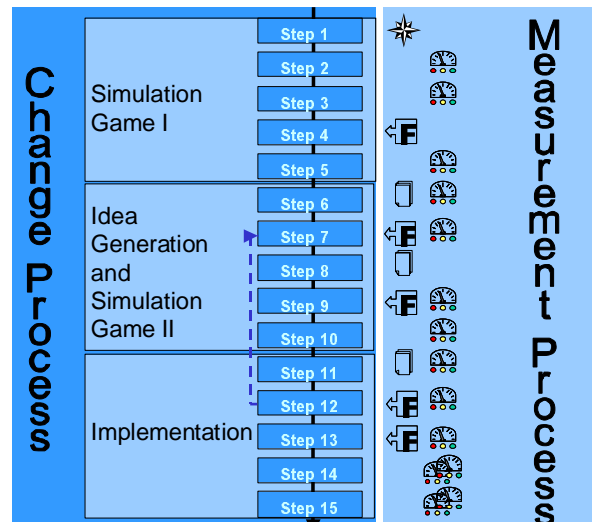 Change Process
Simulation
Game I
Idea
Generation
and
Simulation
Game II
Implementation
Step 1
Step 2
Step 3
Step 4
Step 5
Step 6
Step 7
Step 8
Step 9
Step 10
Step 11
Step 12
Step 13
Step 14
Step 15
F
F
F
F
F
Measurement Process